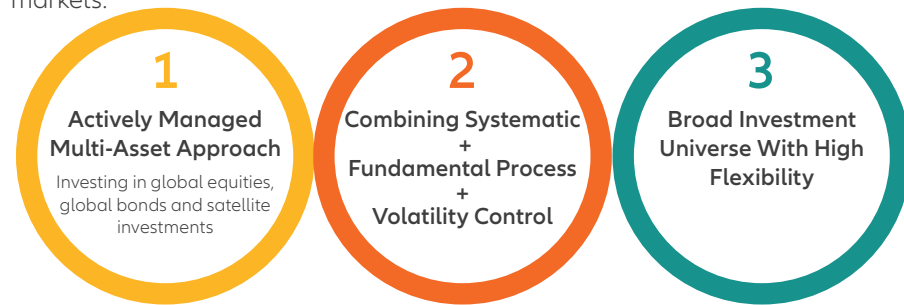 markets.
1
Actively Managed
Multi-Asset Approach
Investing in global equities,
global bonds and satellite
investments
2
Combining Systematic
+
Fundamental Process
+
Volatility Control
3
Broad Investment
Universe With High
Flexibility